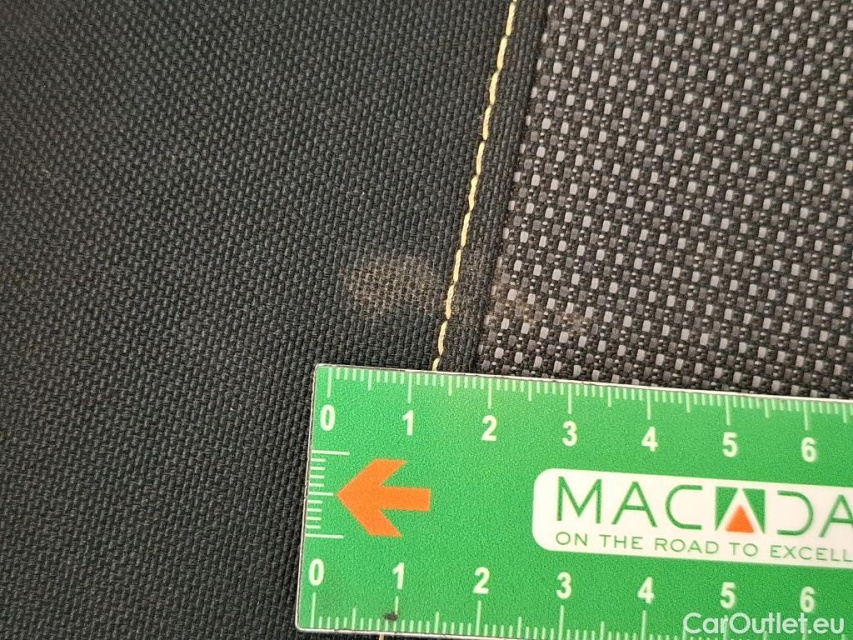 0 1 2 3 4 5 6
MACADA
ON THE ROAD TO EXCELL
0 1 2 3 4 5 6
CarOutlet.eu